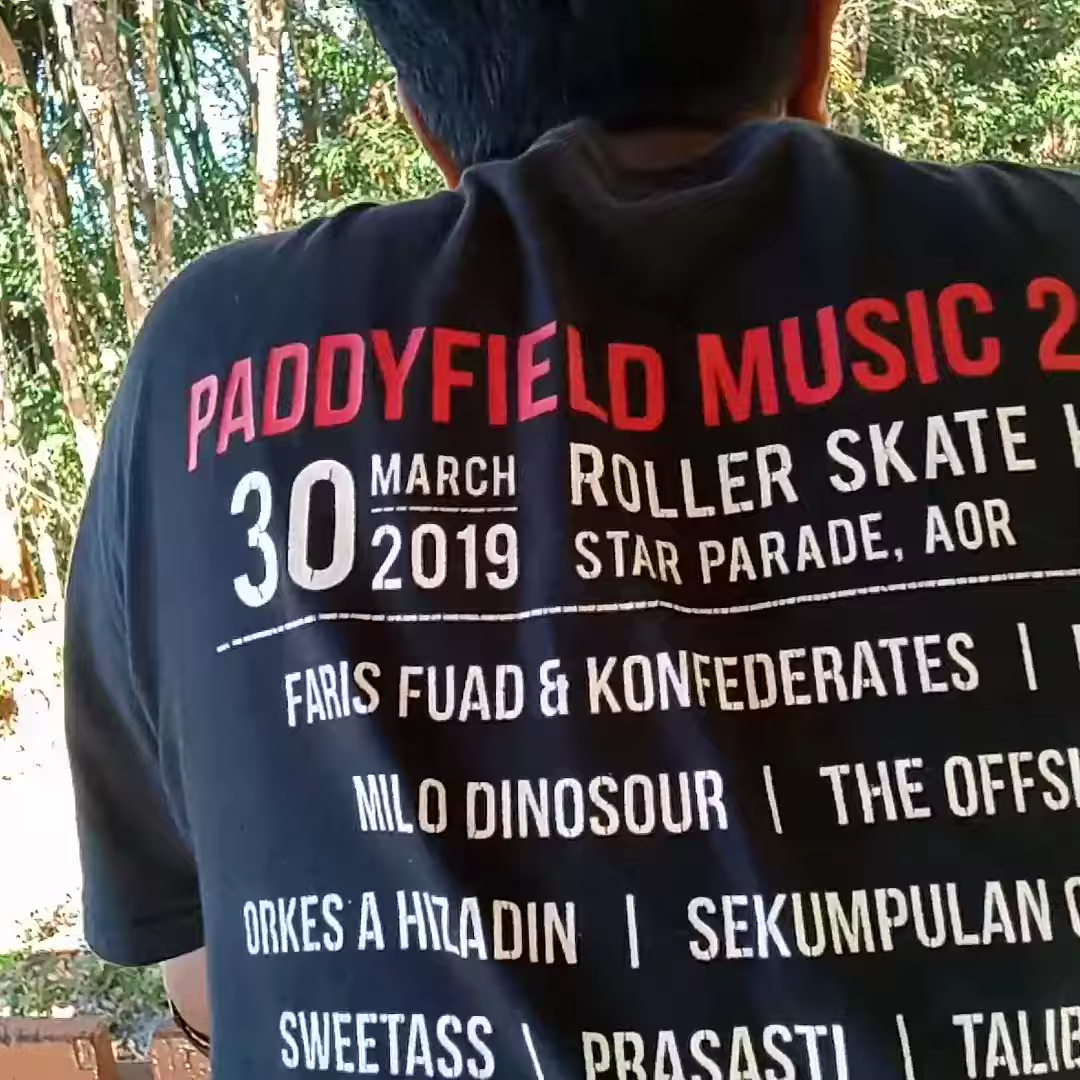 PADDYFIELD MUSIC 2
30 MARCH 2019
ROLLER SKATE
STAR PARADE, AOR
FARIS FUAD & KONFEDERATES |
MILO DINOSOUR | THE
ORKES A HIZADIN | SEKUMPULAN
SWEETASS | PRASASTI |